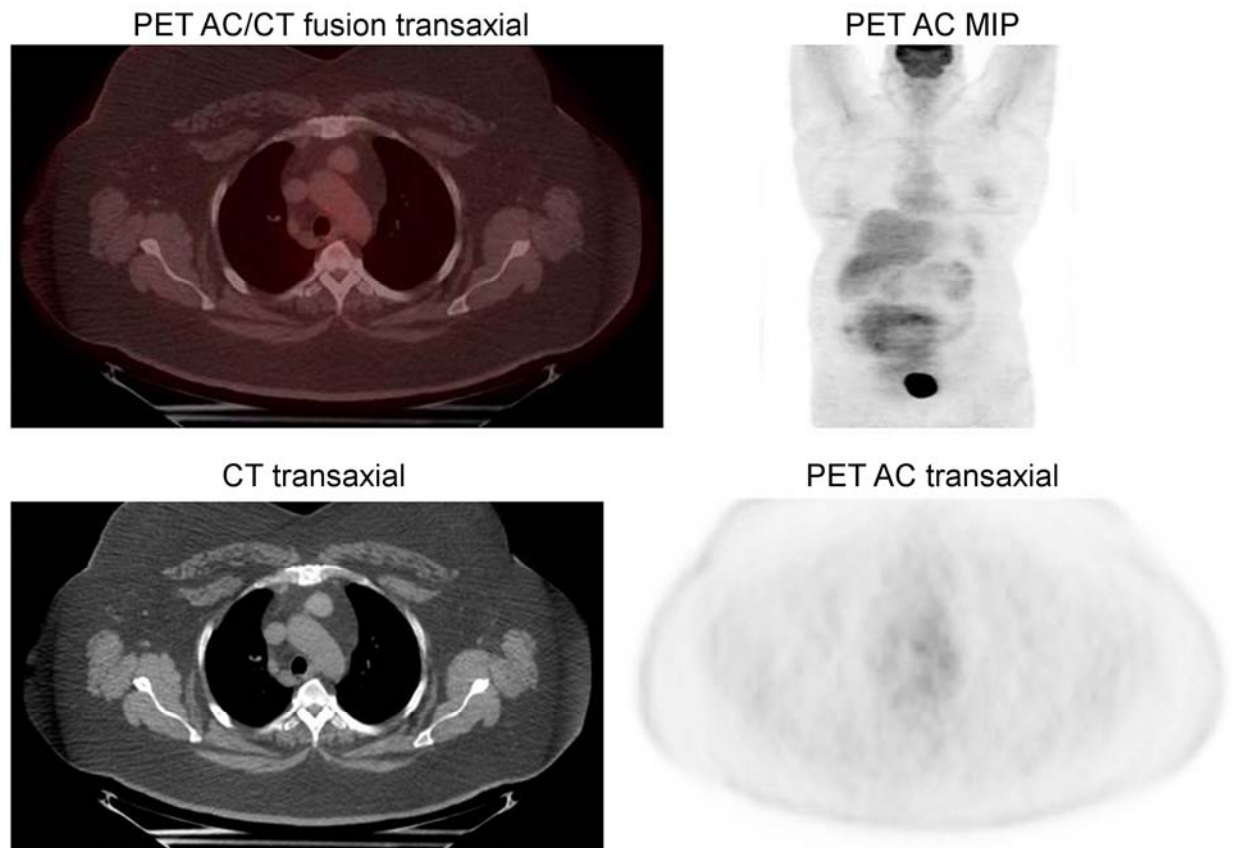 PET AC/CT fusion transaxial
PET AC MIP
CT transaxial
PET AC transaxial